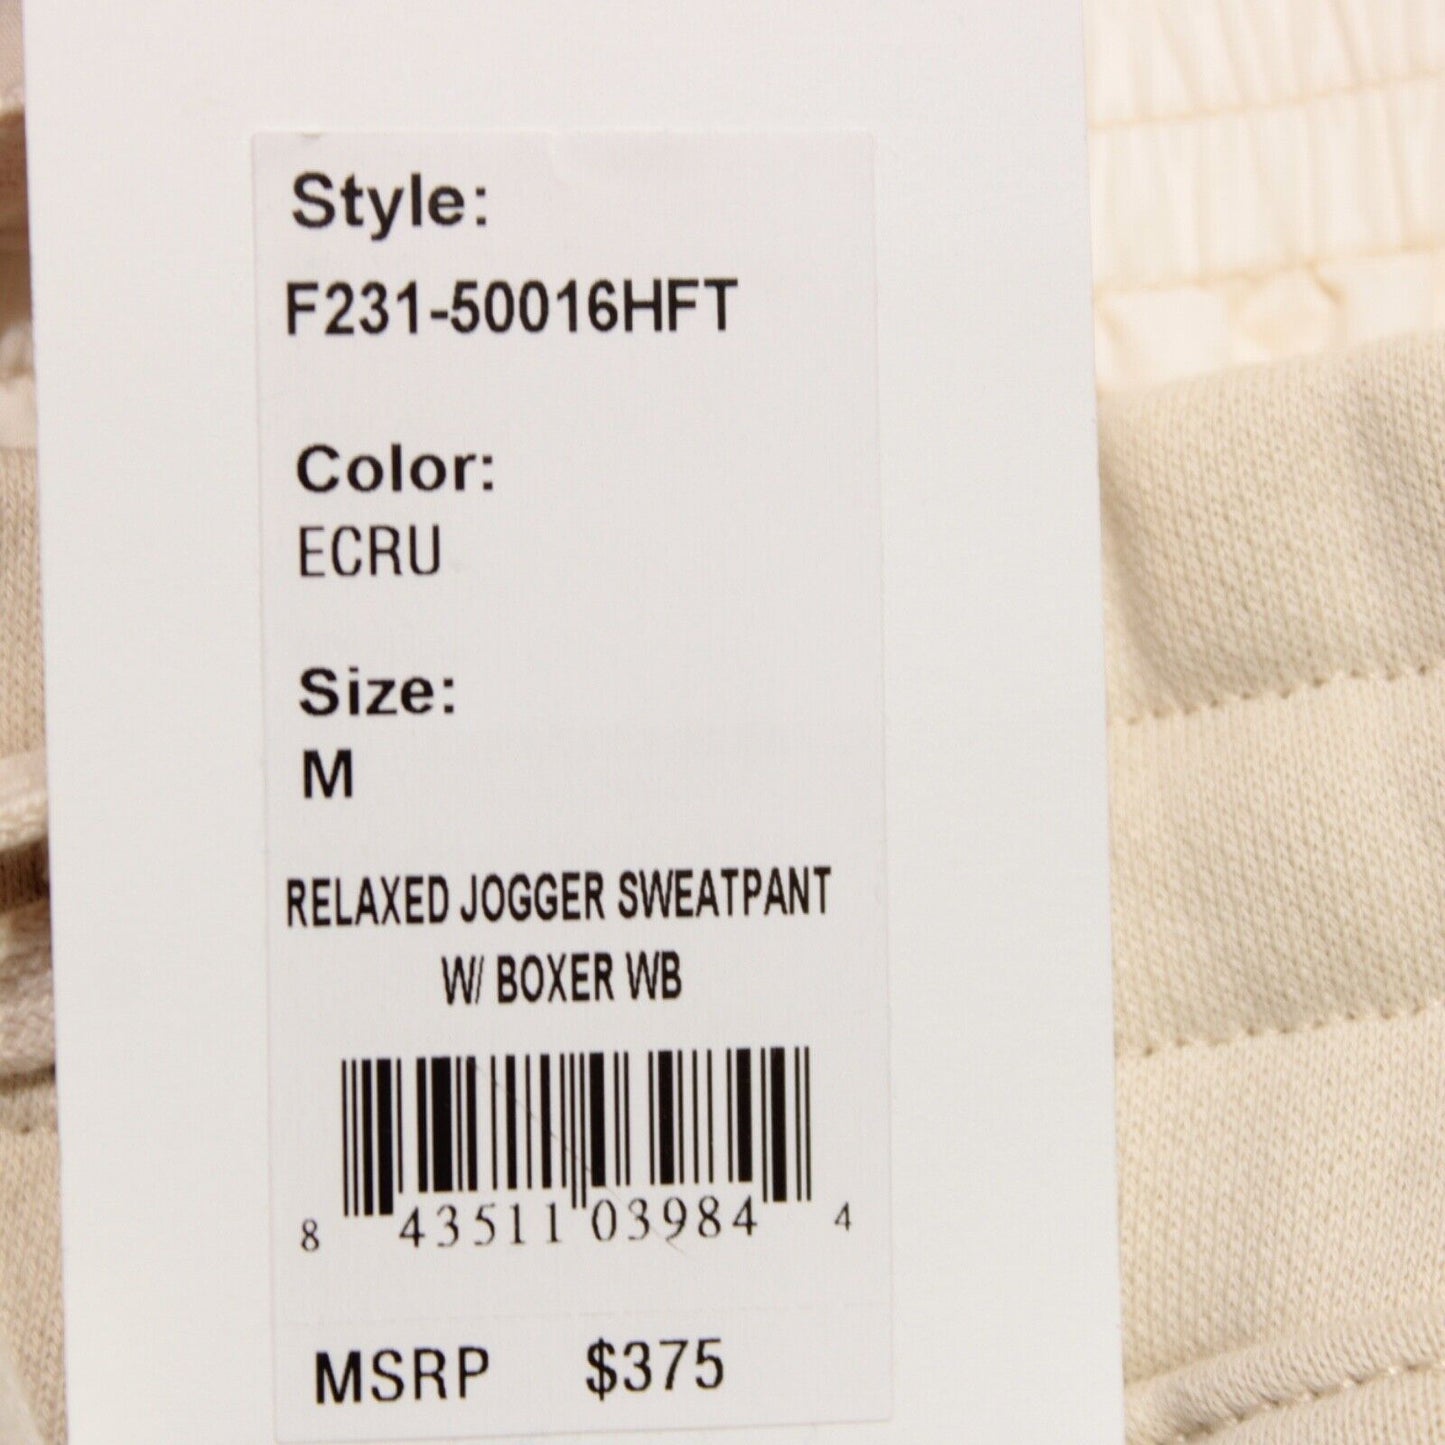 Style:
F231-50016HFT
Color:
ECRU
Size:
M
RELAXED JOGGER SWEATPANT
W/ BOXER WB
8 43511 03984 4
MSRP $375